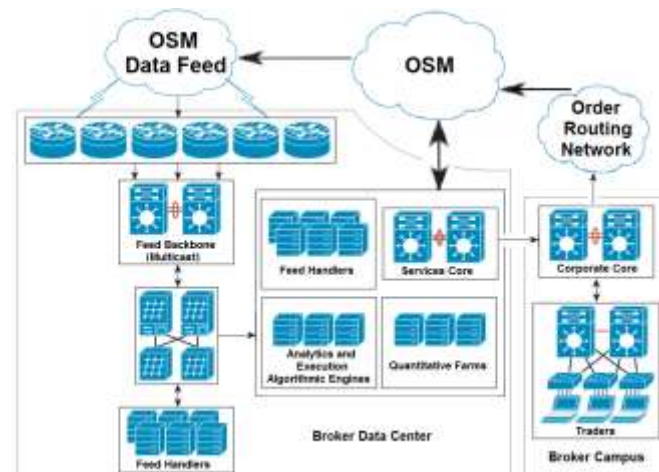 OSM
Data Feed
OSM
Order
Routing
Network
Feed Backbone
(Multicast)
Feed Handlers
Services Core
Corporate Core
Analytics and
Execution
Algorithmic Engines
Quantitative Farms
Traders
Feed Handlers
Broker Data Center
Broker Campus